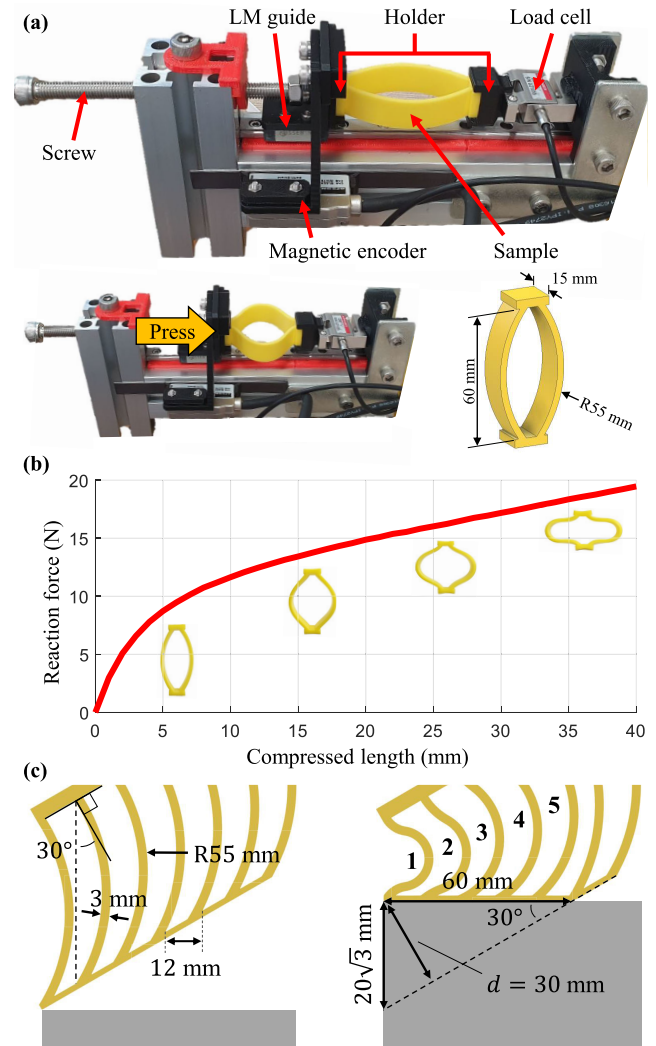 (a)
LM guide
Holder
Load cell
Screw
Magnetic encoder
Sample
Press
15 mm
60 mm
R55 mm
(b)
Reaction force (N)
20
15
10
5
0
0 5 10 15 20 25 30 35 40
Compressed length (mm)
(c)
30°
R55 mm
3 mm
12 mm
1 2 3 4 5
60 mm
30°
20√3 mm
d = 30 mm